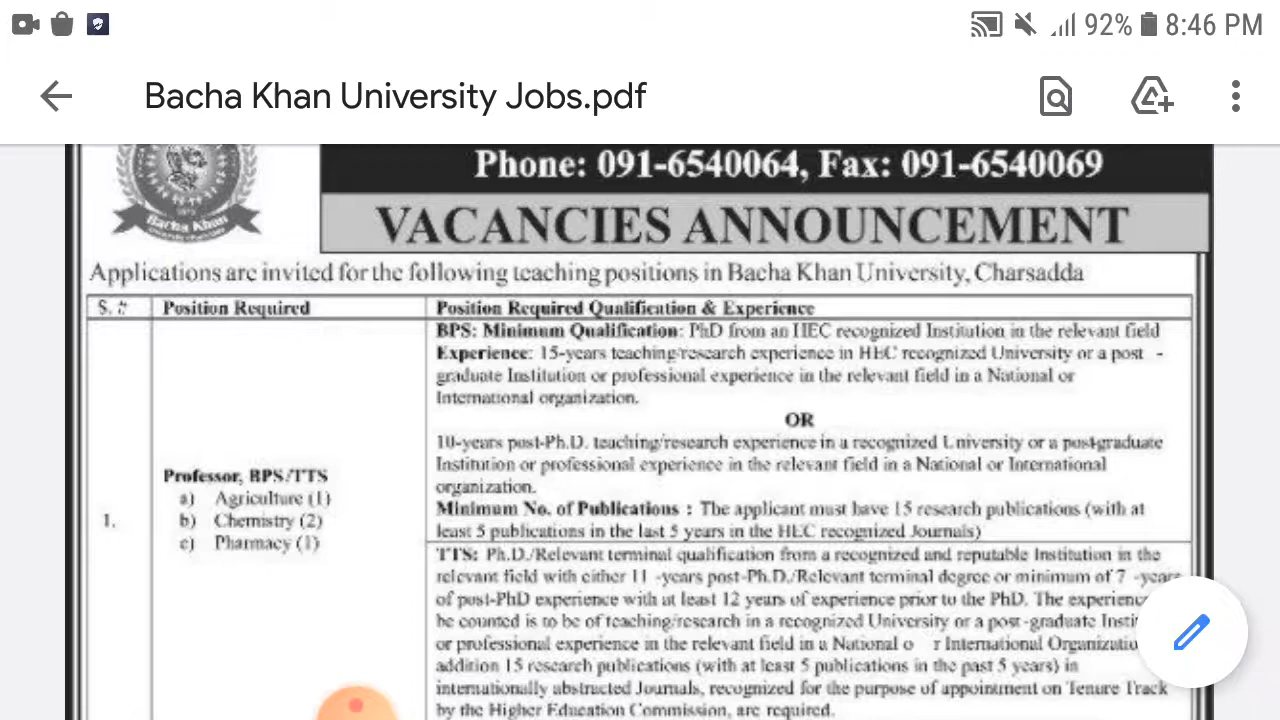 92% 8:46 PM
Bacha Khan University Jobs.pdf
Phone: 091-6540064, Fax: 091-6540069
Bacha Khan
VACANCIES ANNOUNCEMENT
Applications are invited for the following teaching positions in Bacha Khan University, Charsadda
S. # Position Required Position Required Qualification & Experience
BPS: Minimum Qualification: PhD from an HEC recognized Institution in the relevant field
Experience: 15-years teaching/research experience in HEC recognized University or a post -
graduate Institution or professional experience in the relevant field in a National or
International organization.
OR
10-years post-Ph.D. teaching/research experience in a recognized University or a postgraduate
Institution or professional experience in the relevant field in a National or International
organization.
Minimum No. of Publications : The applicant must have 15 research publications (with at
least 5 publications in the last 5 years in the HEC recognized Journals)
1.
Professor, BPS/TTS
a) Agriculture (1)
b) Chemistry (2)
c) Pharmacy (1)
TTS: Ph.D./Relevant terminal qualification from a recognized and reputable Institution in the
relevant field with either 11 -years post-Ph.D./Relevant terminal degree or minimum of 7 -years
of post-PhD experience with at least 12 years of experience prior to the PhD. The experienc
be counted is to be of teaching/research in a recognized University or a post -graduate Insti
or professional experience in the relevant field in a National o r International Organizatio
addition 15 research publications (with at least 5 publications in the past 5 years) in
internationally abstracted Journals, recognized for the purpose of appointment on Tenure Track
by the Higher Education Commission, are required.